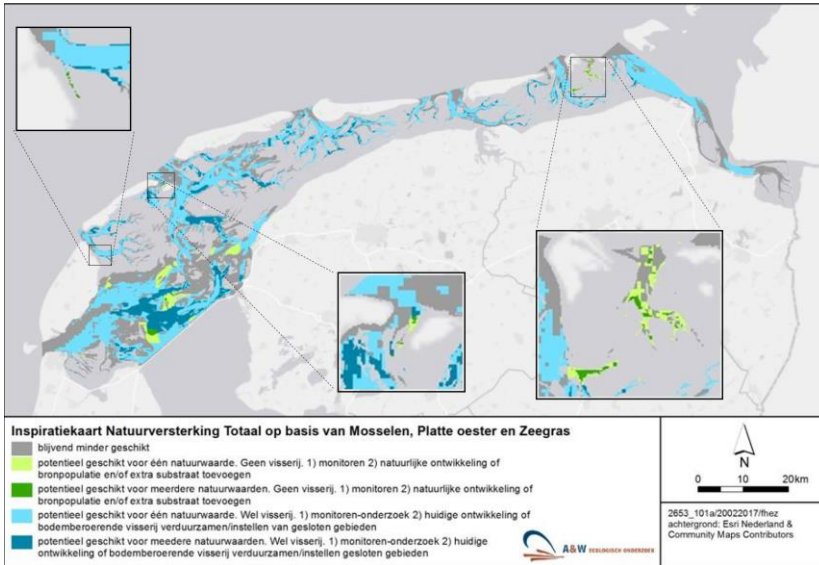 Inspiratiekaart Natuurversterking Totaal op basis van Mosselen, Platte oester en Zeegras
blijvend minder geschikt
potentieel geschikt voor één natuurwaarde. Geen visserij. 1) monitoren 2) natuurlijke ontwikkeling of
bronpopulatie en/of extra substraat toevoegen
potentieel geschikt voor meerdere natuurwaarden. Geen visserij. 1) monitoren 2) natuurlijke ontwikkeling of
bronpopulatie en/of extra substraat toevoegen
potentieel geschikt voor één natuurwaarde. Wel visserij. 1) monitoren-onderzoek 2) huidige ontwikkeling of
bodemberoerende visserij verduurzamen/instellen van gesloten gebieden
potentieel geschikt voor meedere natuurwaarden. Wel visserij. 1) monitoren-onderzoek 2) huidige
ontwikkeling of bodemberoerende visserij verduurzamen/instellen gesloten gebieden
A&W ECOLOGISCH ONDERZOEK
N
0 10 20km
2653_101a/20022017/fhez
achtergrond: Esri Nederland &
Community Maps Contributors